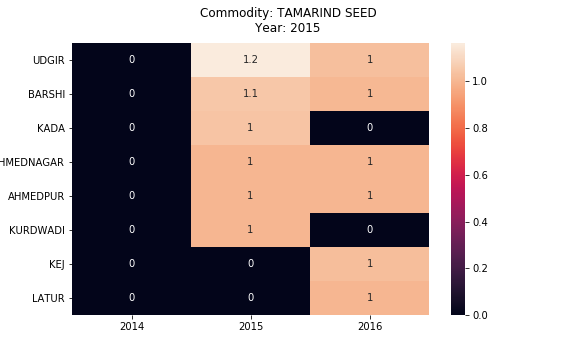 Commodity: TAMARIND SEED
Year: 2015
UDGIR 0 1.2 1
BARSHI 0 1.1 1
KADA 0 1 0
HMEDNAGAR 0 1 1
AHMEDPUR 0 1 1
KURDWADI 0 1 0
KEJ 0 0 1
LATUR 0 0 1
2014 2015 2016
1.0
0.8
0.6
0.4
0.2
0.0